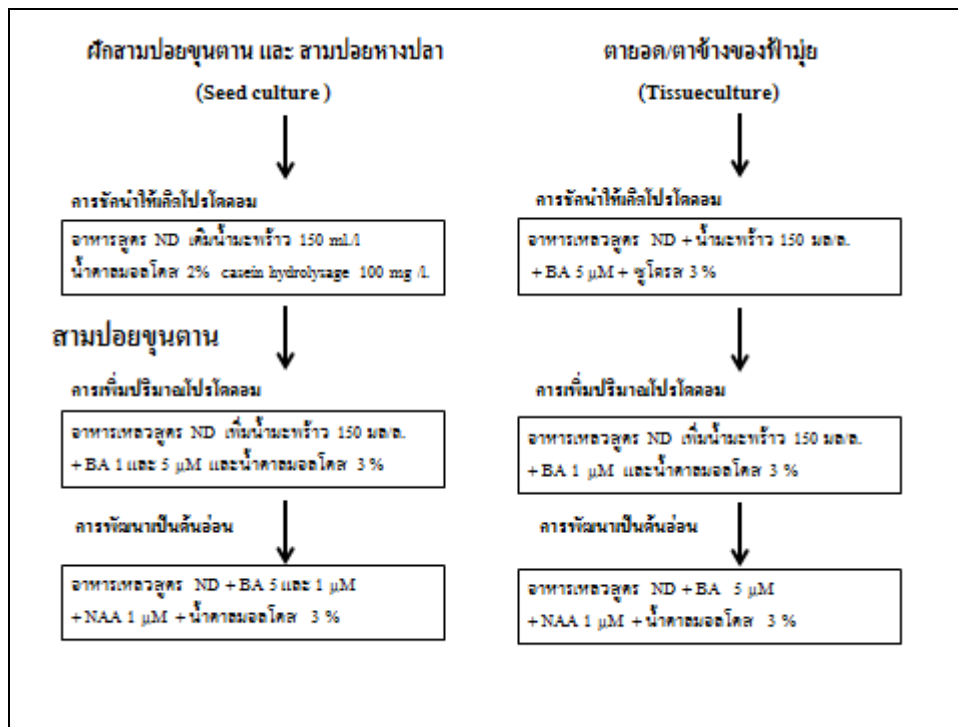 ฝักสามปอยขุนตาน และ สามปอยหางปลา
(Seed culture )
การชักนำให้เกิดโปรโตคอม
อาหารสูตร ND เติมน้ำมะพร้าว 150 ml/l
น้ำตาลมอลโตส 2% casein hydrolysage 100 mg /l.
สามปอยขุนตาน
การเพิ่มปริมาณโปรโตคอม
อาหารเหลวสูตร ND เพิ่มน้ำมะพร้าว 150 มล/ล.
+ BA 1 และ 5 μM และน้ำตาลมอลโตส 3 %
การพัฒนาเป็นต้นอ่อน
อาหารเหลวสูตร ND + BA 5 และ 1 μM
+ NAA 1 μM + น้ำตาลมอลโตส 3 %
ตายอด/ตาข้างของฟ้ามุ่ย
(Tissueculture)
การชักนำให้เกิดโปรโตคอม
อาหารเหลวสูตร ND + น้ำมะพร้าว 150 มล/ล.
+ BA 5 μM + ซูโครส 3 %
การเพิ่มปริมาณโปรโตคอม
อาหารเหลวสูตร ND เพิ่มน้ำมะพร้าว 150 มล/ล.
+ BA 1 μM และน้ำตาลมอลโตส 3 %
การพัฒนาเป็นต้นอ่อน
อาหารเหลวสูตร ND + BA 5 μM
+ NAA 1 μM + น้ำตาลมอลโตส 3 %